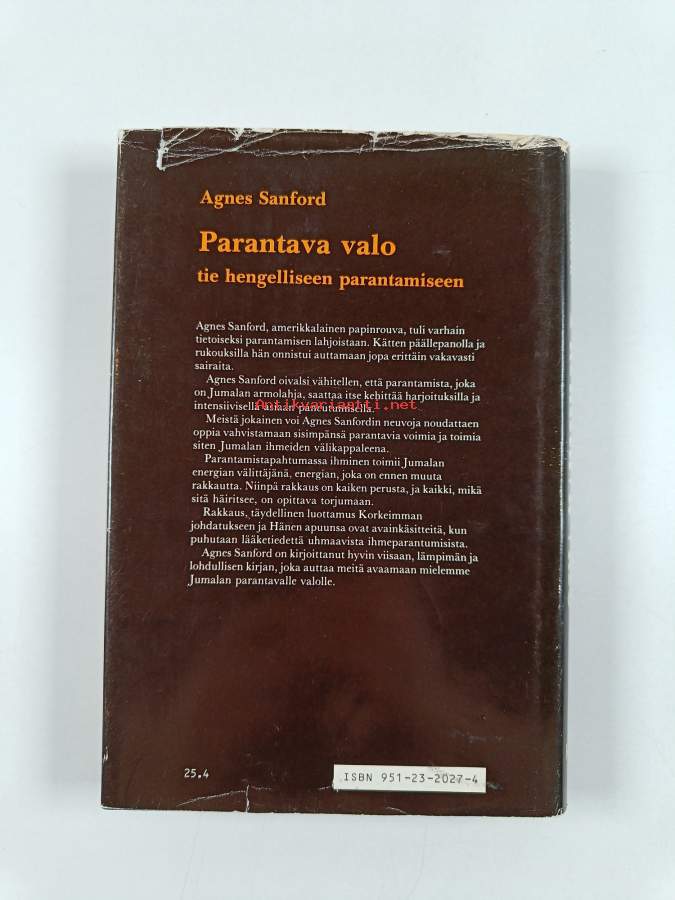 Agnes Sanford
Parantava valo
tie hengelliseen parantamiseen
Agnes Sanford, amerikkalainen papinrouva, tuli varhain
tietoiseksi parantamisen lahjoistaan. Kätten päällepanolla ja
rukouksilla hän onnistui auttamaan jopa erittäin vakavasti
sairaita.
Agnes Sanford oivalsi vähitellen, että parantamista, joka
on Jumalan armolahja, saattaa itse kehittää harjoituksilla ja
intensiivisellä asiaan paneutumisella.
Antikvariantti.net
Meistä jokainen voi Agnes Sanfordin neuvoja noudattaen
oppia vahvistamaan sisimpänsä parantavia voimia ja toimia
siten Jumalan ihmeiden välikappaleena.
Parantamistapahtumassa ihminen toimii Jumalan
energian välittäjänä, energian, joka on ennen muuta
rakkautta. Niinpä rakkaus on kaiken perusta, ja kaikki, mikä
sitä häiritsee, on opittava torjumaan.
Rakkaus, täydellinen luottamus Korkeimman
johdatukseen ja Hänen apuunsa ovat avainkäsitteitä, kun
puhutaan lääketiedettä uhmaavista ihmeparantumisista.
Agnes Sanford on kirjoittanut hyvin viisaan, lämpimän ja
lohdullisen kirjan, joka auttaa meitä avaamaan mielemme
Jumalan parantavalle valolle.
25.4
ISBN 951-23-2027-4